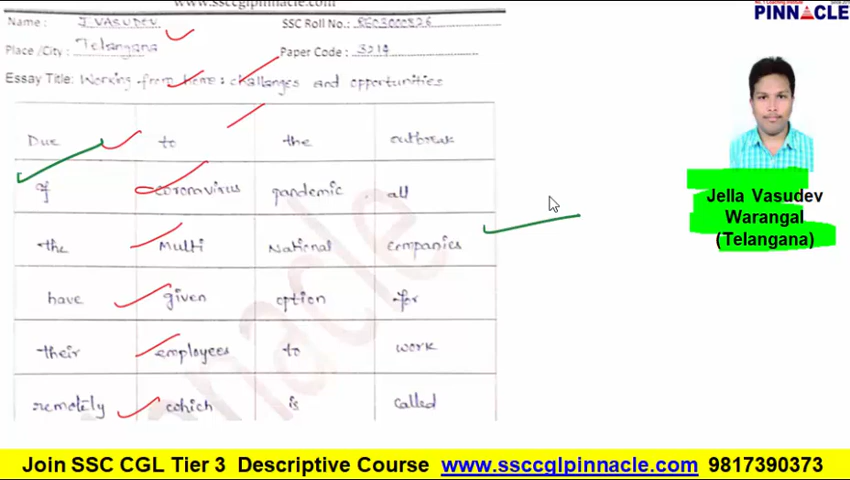 www.ssccglpinnacle.com
PINNACLE
Name : J VASUDEV SSC Roll No.:
Place /City : Telangana Paper Code : 3219
Essay Title: Working from home : challanges and opportunities
Due to the outbreak
of coronavirus pandemic . all
the Multi National companies
have given option for
their employees to work
remotely which is called
Jella Vasudev
Warangal
(Telangana)
Join SSC CGL Tier 3 Descriptive Course www.ssccglpinnacle.com 9817390373